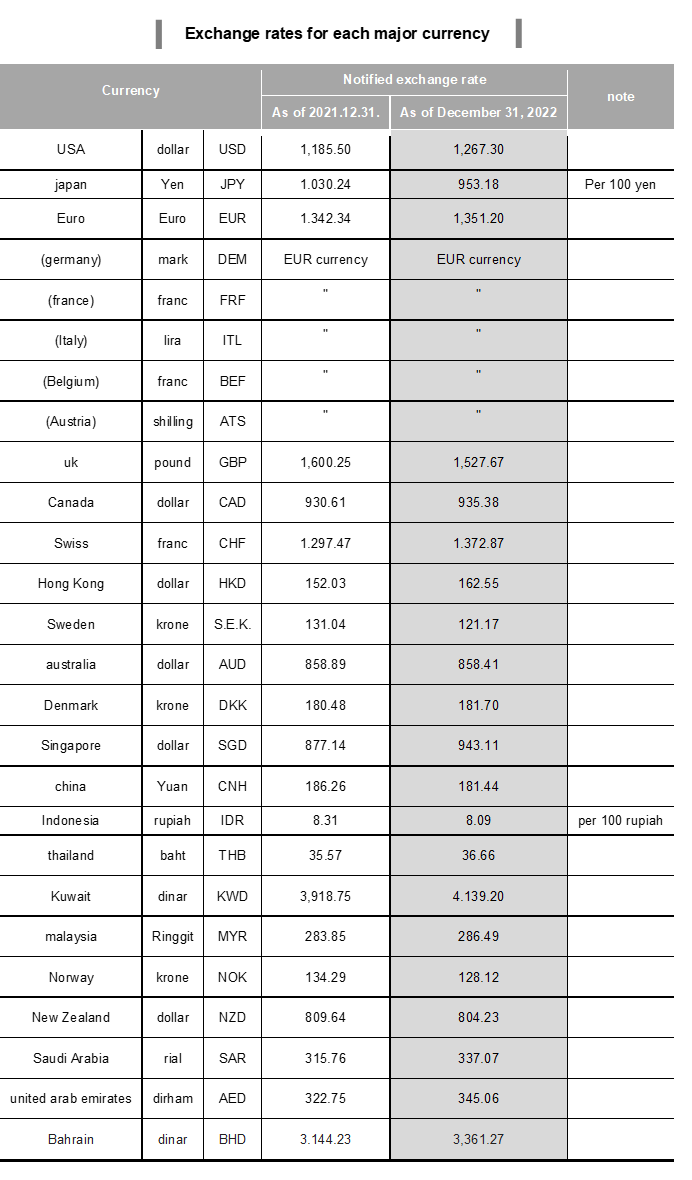 Exchange rates for each major currency
Currency Notified exchange rate note
As of 2021.12.31. As of December 31, 2022
USA dollar USD 1,185.50 1,267.30
japan Yen JPY 1.030.24 953.18 Per 100 yen
Euro Euro EUR 1.342.34 1,351.20
(germany) mark DEM EUR currency EUR currency
(france) franc FRF " "
(Italy) lira ITL " "
(Belgium) franc BEF " "
(Austria) shilling ATS " "
uk pound GBP 1,600.25 1,527.67
Canada dollar CAD 930.61 935.38
Swiss franc CHF 1.297.47 1.372.87
Hong Kong dollar HKD 152.03 162.55
Sweden krone S.E.K. 131.04 121.17
australia dollar AUD 858.89 858.41
Denmark krone DKK 180.48 181.70
Singapore dollar SGD 877.14 943.11
china Yuan CNH 186.26 181.44
Indonesia rupiah IDR 8.31 8.09 per 100 rupiah
thailand baht THB 35.57 36.66
Kuwait dinar KWD 3,918.75 4.139.20
malaysia Ringgit MYR 283.85 286.49
Norway krone NOK 134.29 128.12
New Zealand dollar NZD 809.64 804.23
Saudi Arabia rial SAR 315.76 337.07
united arab emirates dirham AED 322.75 345.06
Bahrain dinar BHD 3.144.23 3,361.27